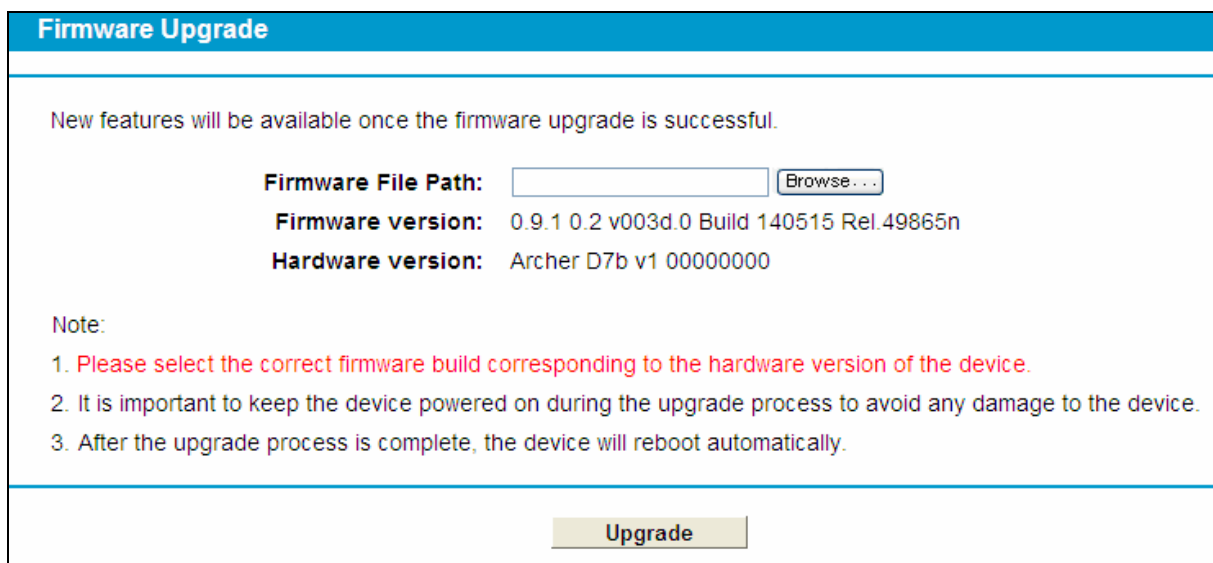 Firmware Upgrade
New features will be available once the firmware upgrade is successful.
Firmware File Path: Browse...
Firmware version: 0.9.1 0.2 v003d.0 Build 140515 Rel.49865n
Hardware version: Archer D7b v1 00000000
Note:
1. Please select the correct firmware build corresponding to the hardware version of the device.
2. It is important to keep the device powered on during the upgrade process to avoid any damage to the device.
3. After the upgrade process is complete, the device will reboot automatically.
Upgrade